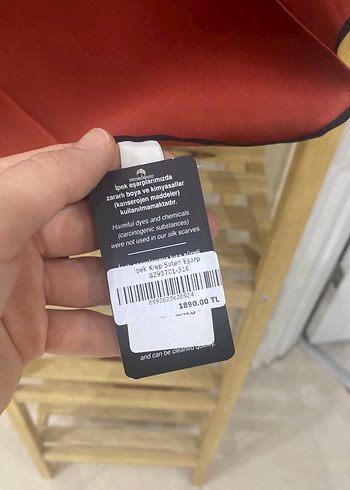 İpek eşarplarımızda
zararlı boya ve kimyasallar
(kanserojen maddeler)
kullanılmamaktadır.
Harmful dyes and chemicals
(carcinogenic substances)
were not used in our silk scarves.
İpek Krep Saten Eşarp
8295701-316
1890.00 TL
and can be cleaned quickly